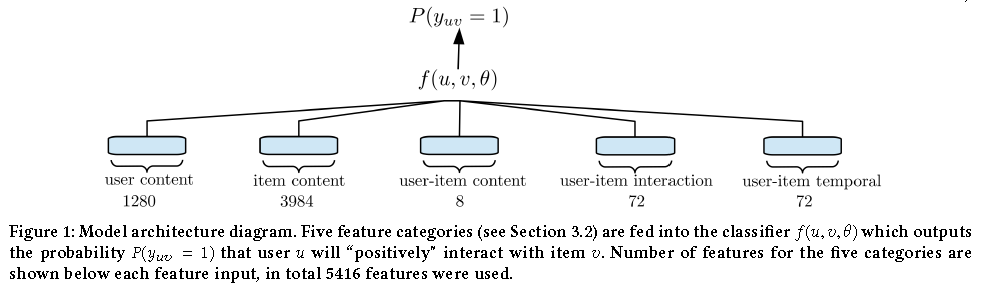 P(y_{uv} = 1)
f(u, v, θ)
user content item content user-item content user-item interaction user-item temporal
1280 3984 8 72 72
Figure 1: Model architecture diagram. Five feature categories (see Section 3.2) are fed into the classifier f(u, v, θ) which outputs
the probability P(y_{uv} = 1) that user u will “positively” interact with item v. Number of features for the five categories are
shown below each feature input, in total 5416 features were used.